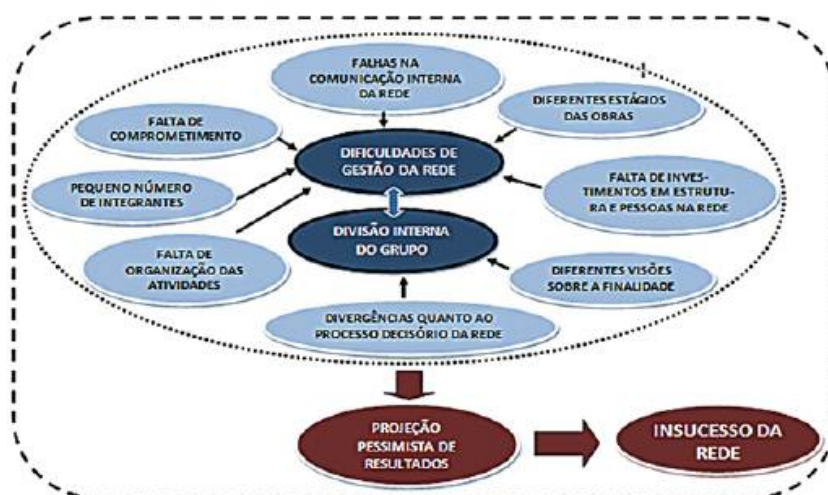 FALHAS NA
COMUNICAÇÃO INTERNA
DA REDE
DIFERENTES ESTÁGIOS
DAS OBRAS
FALTA DE
COMPROMETIMENTO
DIFICULDADES DE
GESTÃO DA REDE
FALTA DE INVES-
TIMENTOS EM ESTRUTU-
RA E PESSOAS NA REDE
PEQUENO NÚMERO
DE INTEGRANTES
DIVISÃO INTERNA
DO GRUPO
FALTA DE
ORGANIZAÇÃO DAS
ATIVIDADES
DIFERENTES VISÕES
SOBRE A FINALIDADE
DIVERGÊNCIAS QUANTO AO
PROCESSO DECISÓRIO DA REDE
PROJEÇÃO
PESSIMISTA DE
RESULTADOS
INSUCESSO DA
REDE